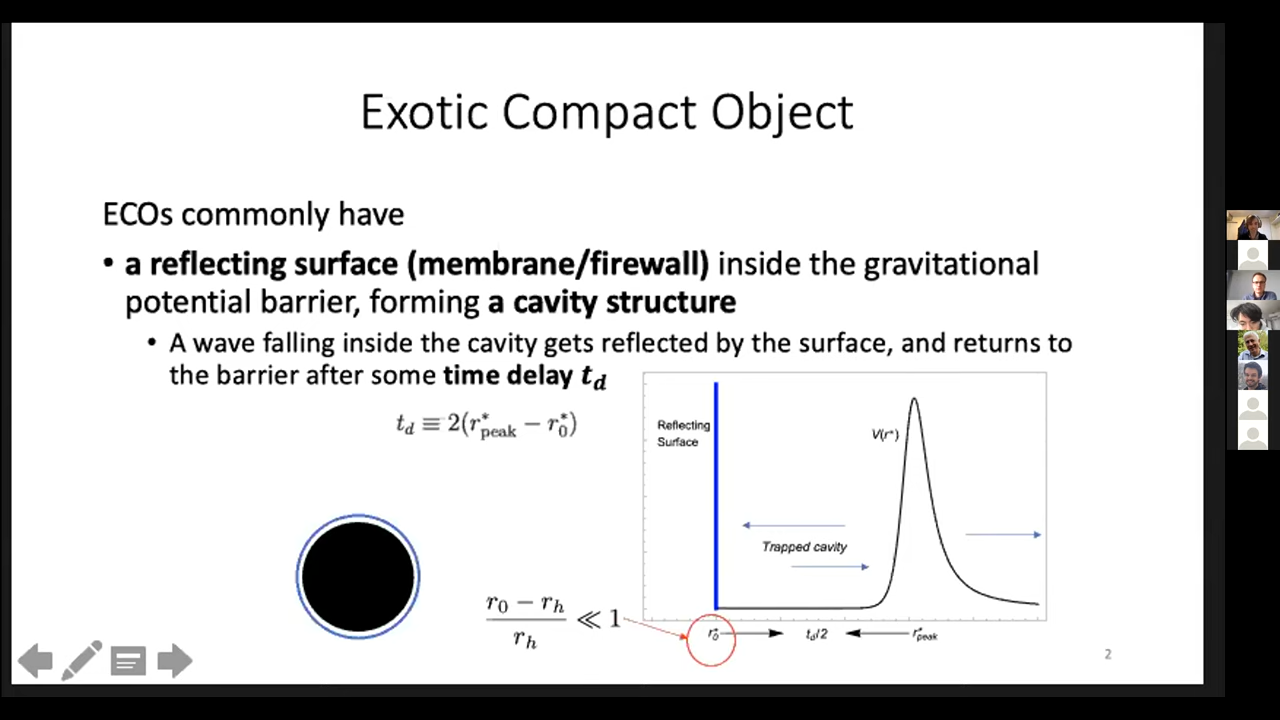 Exotic Compact Object
ECOs commonly have
• a reflecting surface (membrane/firewall) inside the gravitational
potential barrier, forming a cavity structure
• A wave falling inside the cavity gets reflected by the surface, and returns to
the barrier after some time delay t_d
t_d ≡ 2(r*_peak − r*_0)
Reflecting
Surface
V(r*)
Trapped cavity
(r_0 − r_h) / r_h ≪ 1
r*_0 t_d/2 r*_peak
2